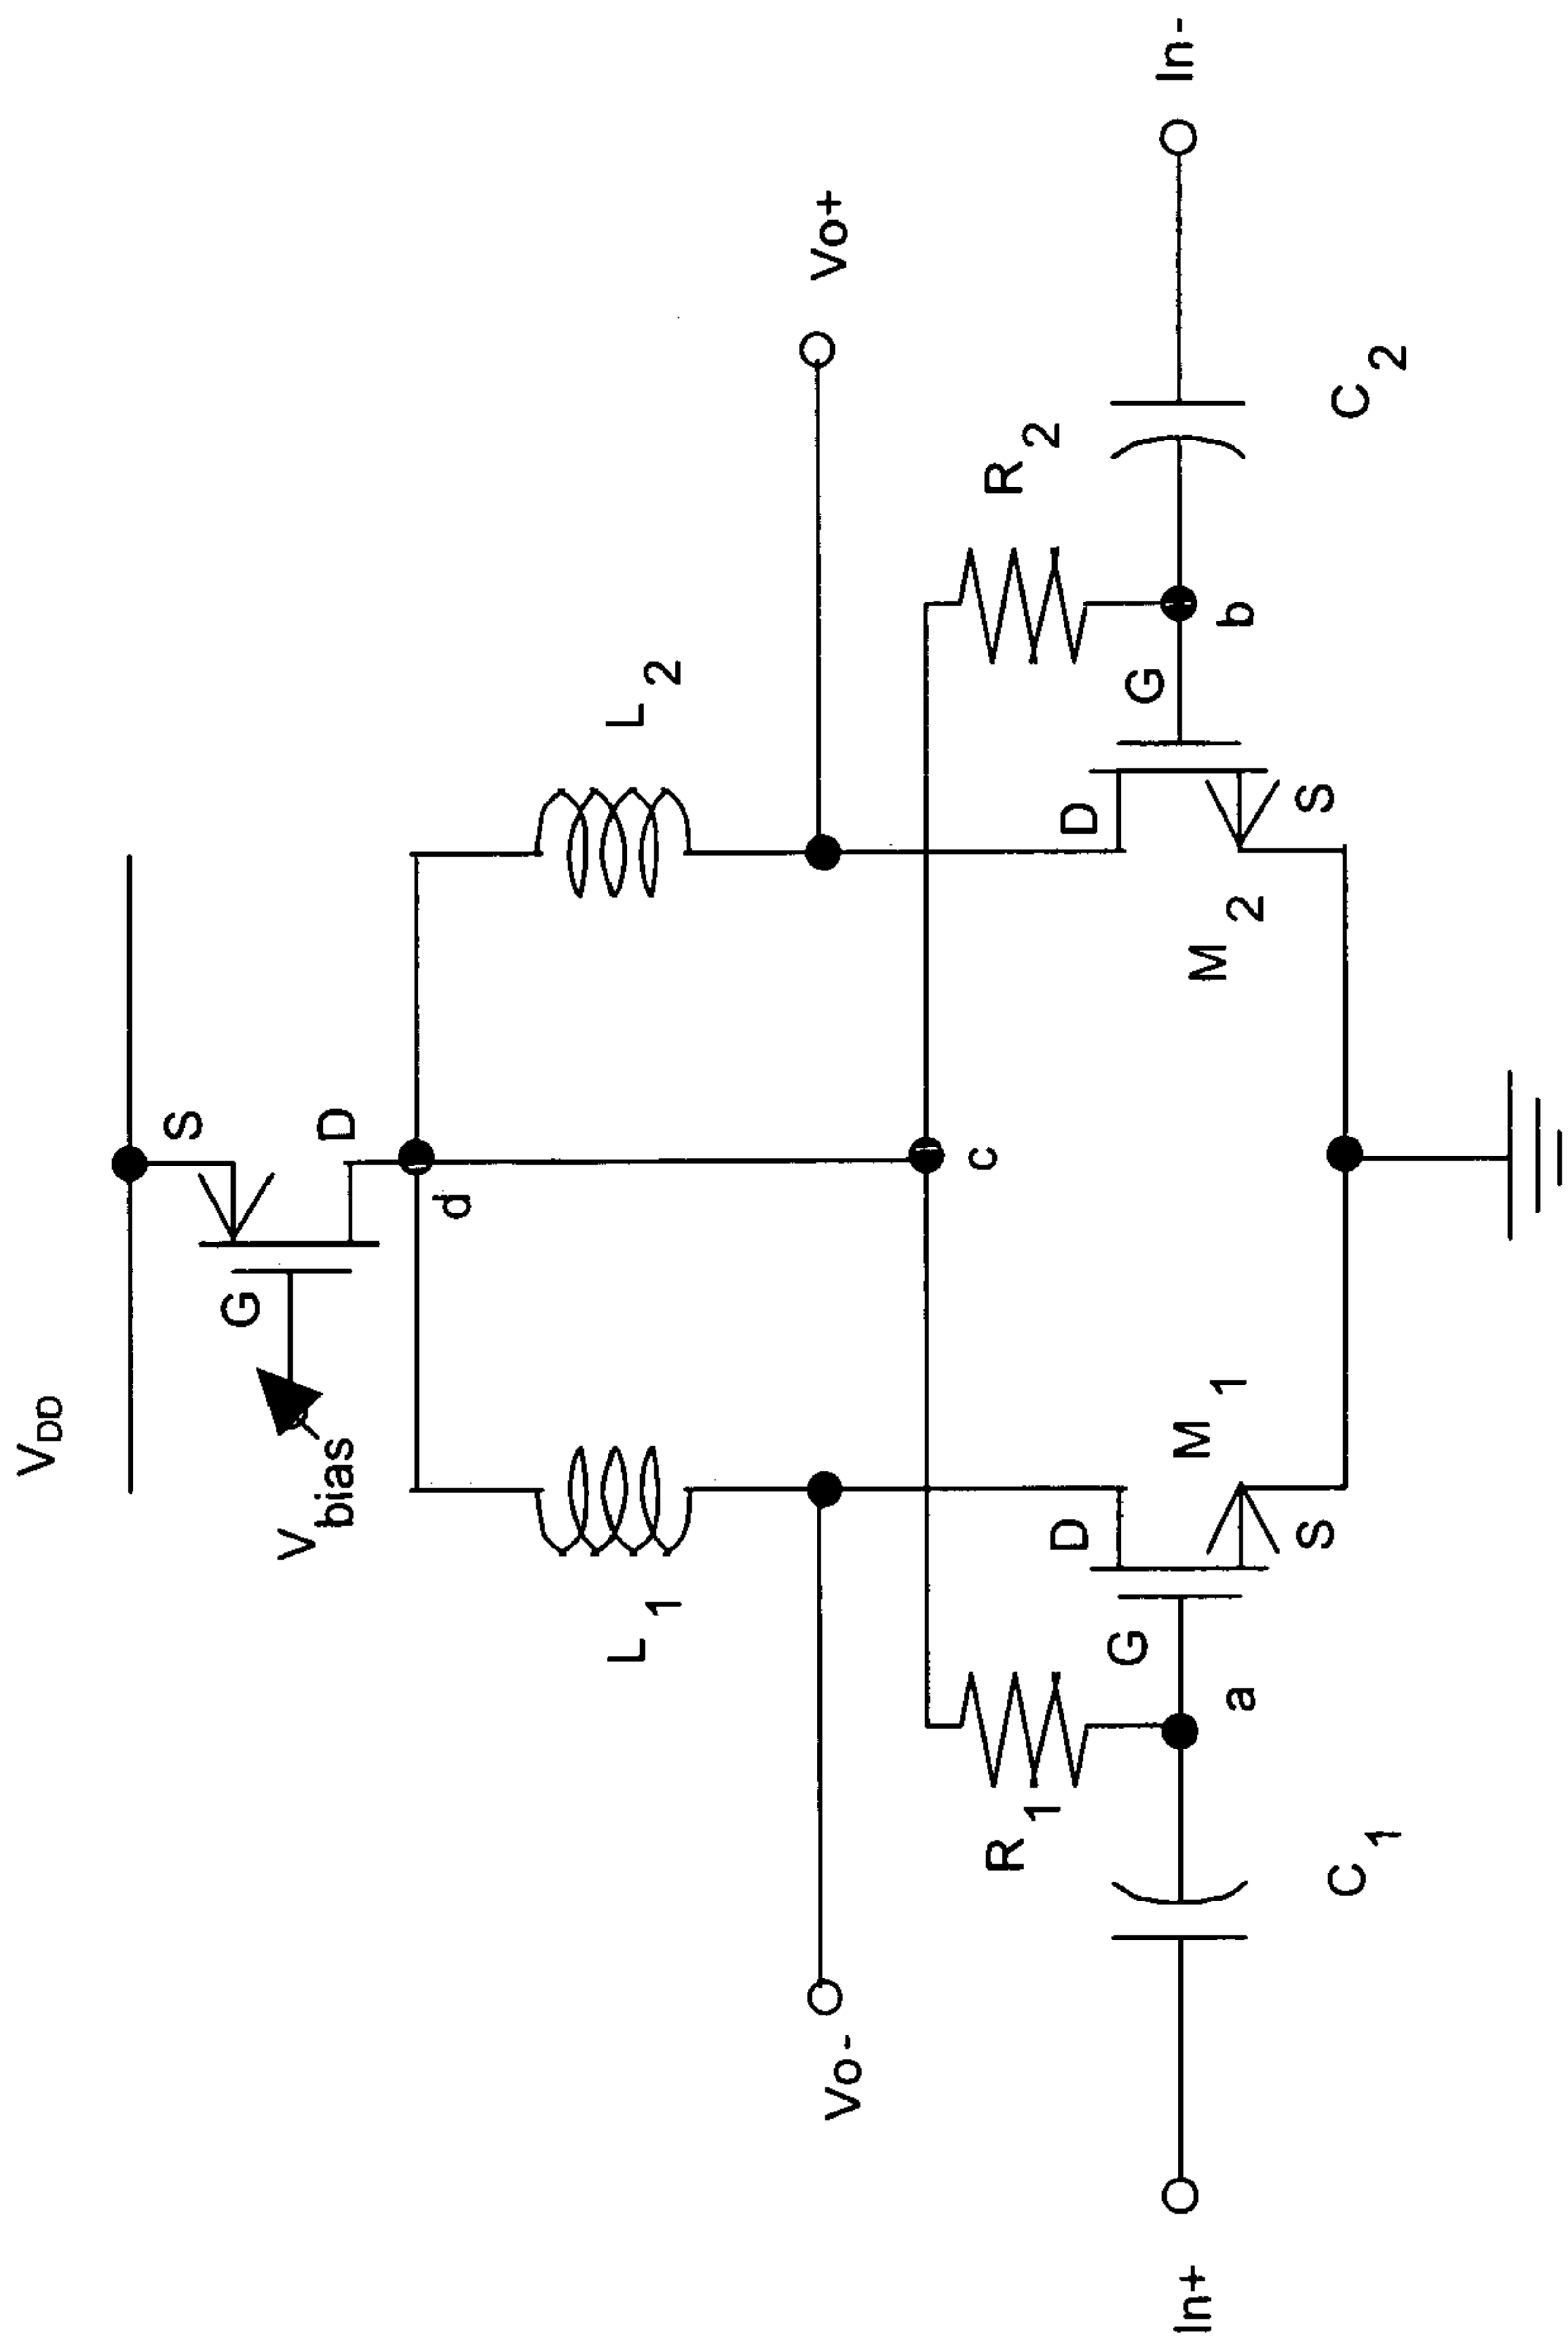 VDD
S
G
D
Vbias
d
L1
L2
Vo-
Vo+
R1
c
R2
D
D
G
G
In+
In-
a
M1
M2
b
S
S
C1
C2